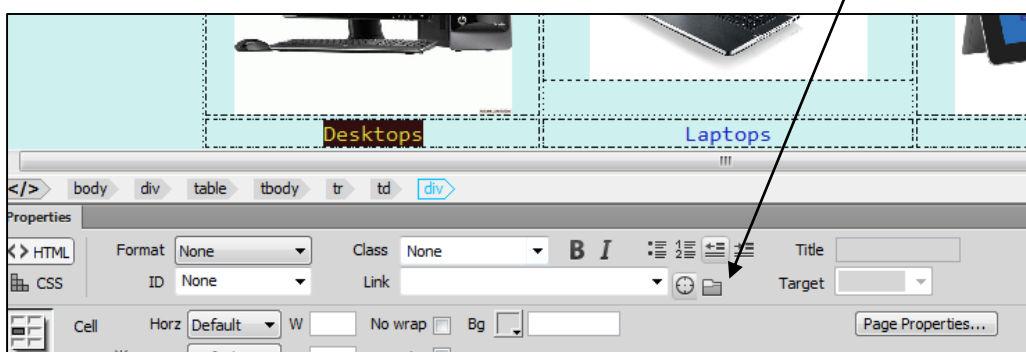 Desktops Laptops
</> body div table tbody tr td div
Properties
<> HTML Format None Class None B I Title
CSS ID None Link Target
Cell Horz Default W No wrap Bg Page Properties...